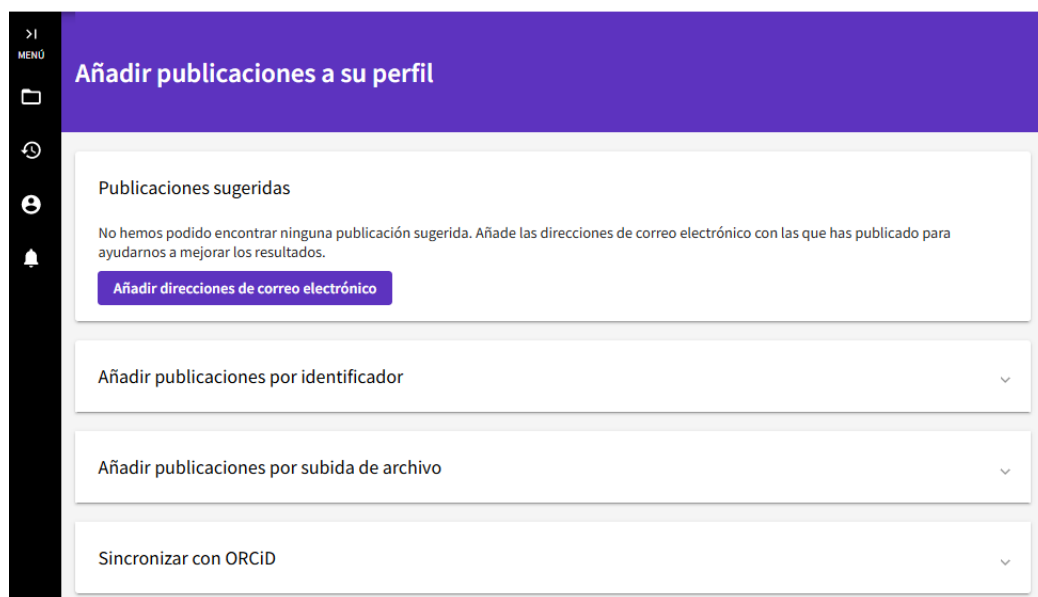 MENÚ
Añadir publicaciones a su perfil
Publicaciones sugeridas
No hemos podido encontrar ninguna publicación sugerida. Añade las direcciones de correo electrónico con las que has publicado para
ayudarnos a mejorar los resultados.
Añadir direcciones de correo electrónico
Añadir publicaciones por identificador
Añadir publicaciones por subida de archivo
Sincronizar con ORCiD